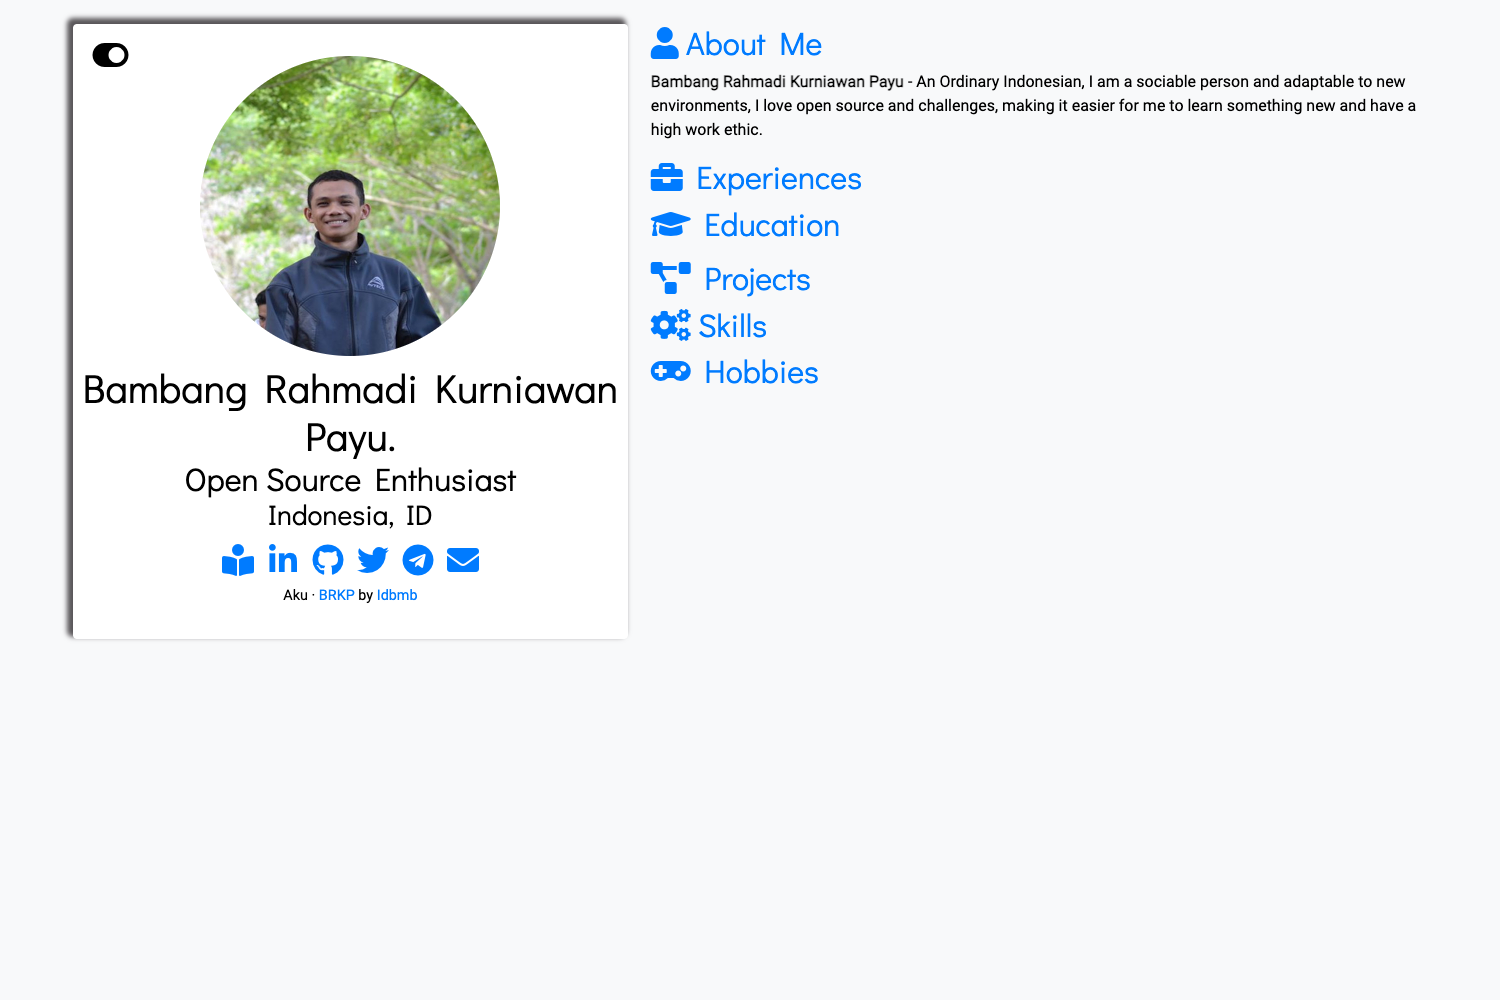 Bambang Rahmadi Kurniawan
Payu.
Open Source Enthusiast
Indonesia, ID
Aku · BRKP by Idbmb
About Me
Bambang Rahmadi Kurniawan Payu - An Ordinary Indonesian, I am a sociable person and adaptable to new
environments, I love open source and challenges, making it easier for me to learn something new and have a
high work ethic.
Experiences
Education
Projects
Skills
Hobbies